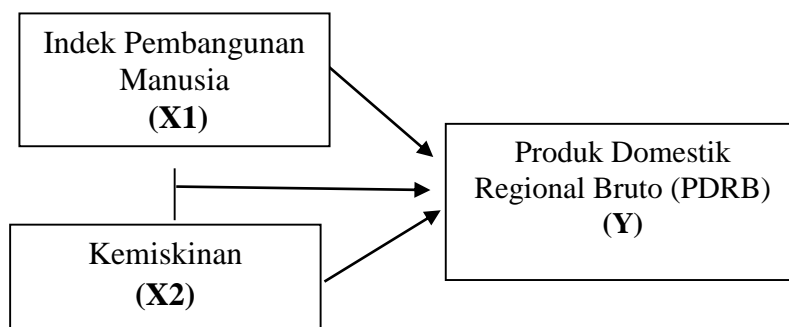 Indek Pembangunan
Manusia
(X1)
Produk Domestik
Regional Bruto (PDRB)
(Y)
Kemiskinan
(X2)